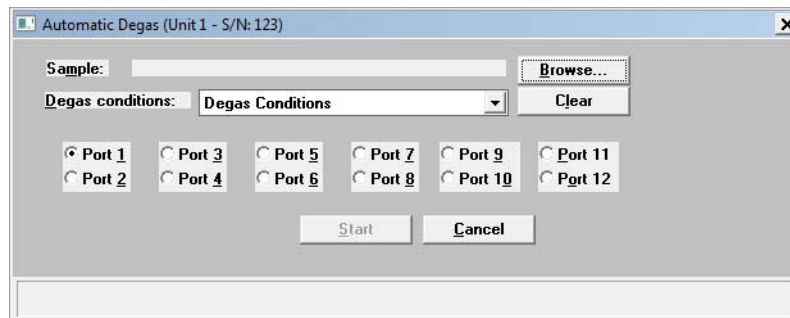 Automatic Degas (Unit 1 - S/N: 123)
Sample: Browse...
Degas conditions: Degas Conditions Clear
Port 1 Port 3 Port 5 Port 7 Port 9 Port 11
Port 2 Port 4 Port 6 Port 8 Port 10 Port 12
Start Cancel